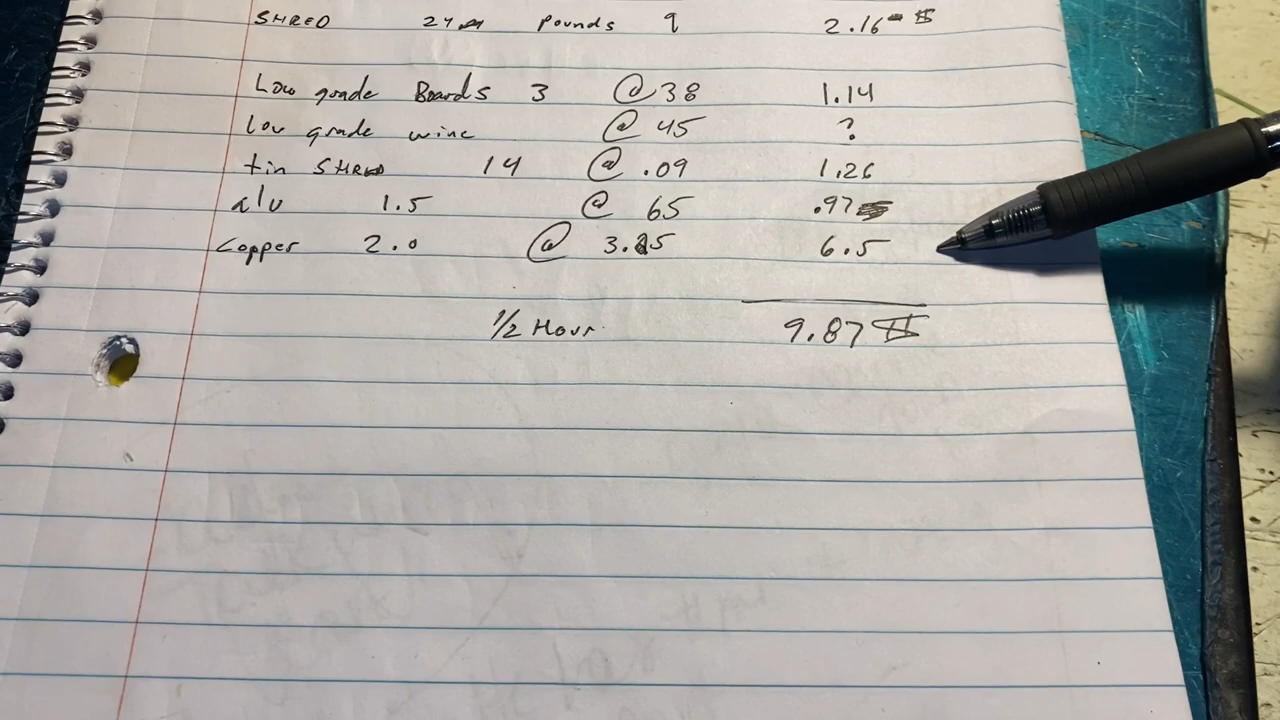 SHRED 24 pounds 9 2.16 $
Low grade Boards 3 @ 38 1.14
low grade wire @ 45 ?
tin SHRED 14 @ .09 1.26
alu 1.5 @ 65 .97
Copper 2.0 @ 3.25 6.5
1/2 Hour. 9.87 $